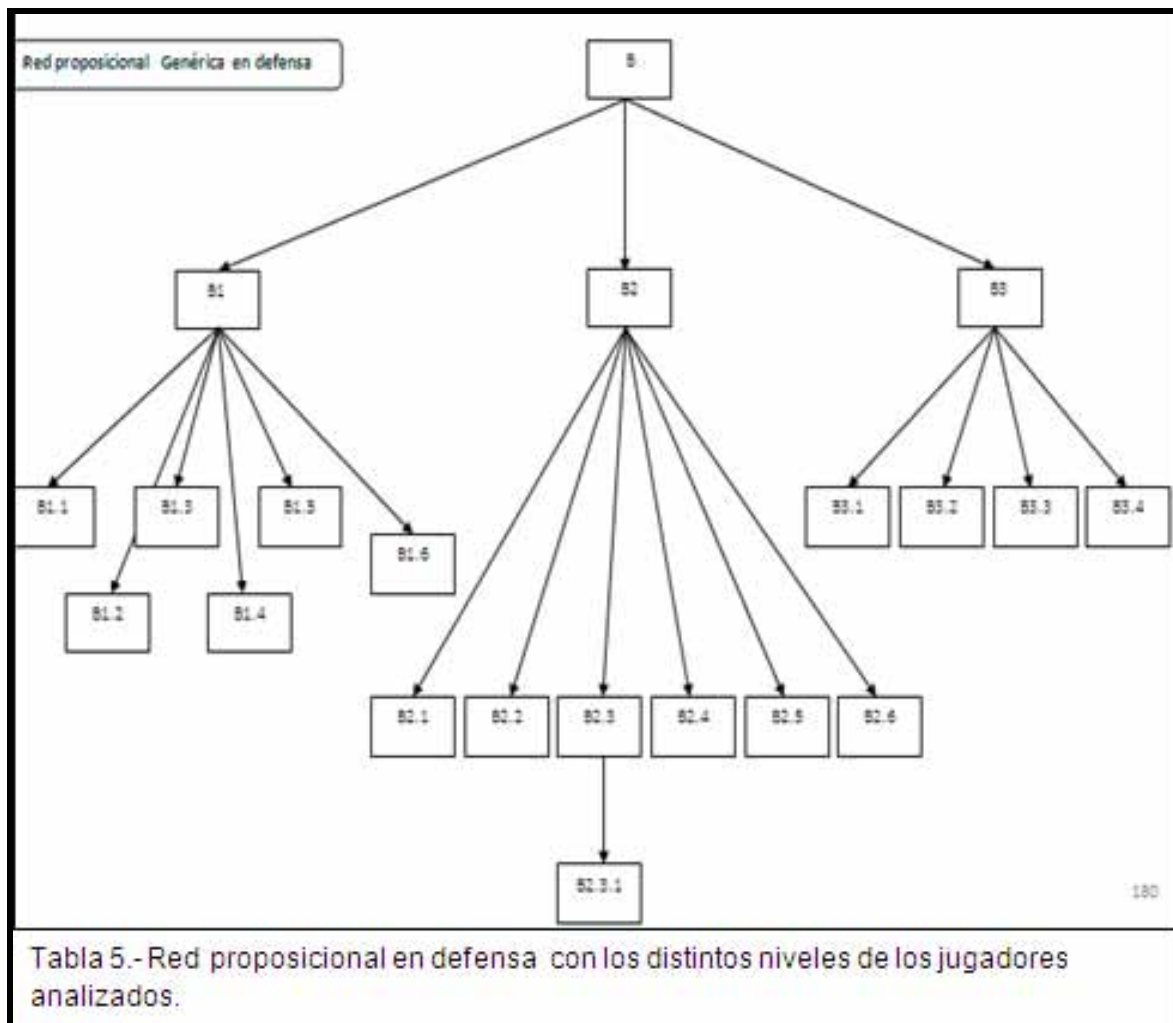 Red proposicional Genérica en defensa
B
B1
B2
B3
B1.1
B1.3
B1.5
B3.1
B3.2
B3.3
B3.4
B1.6
B1.2
B1.4
B2.1
B2.2
B2.3
B2.4
B2.5
B2.6
B2.3.1
180
Tabla 5.- Red proposicional en defensa con los distintos niveles de los jugadores
analizados.